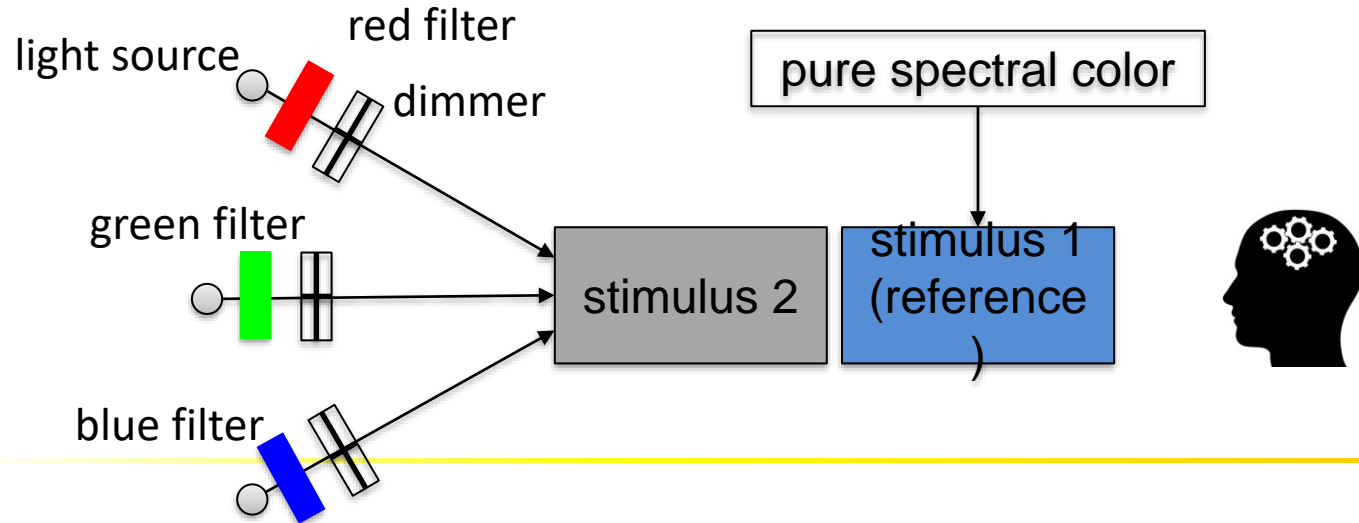 red filter
light source
pure spectral color
dimmer
green filter
stimulus 1
stimulus 2
(reference
)
blue filter